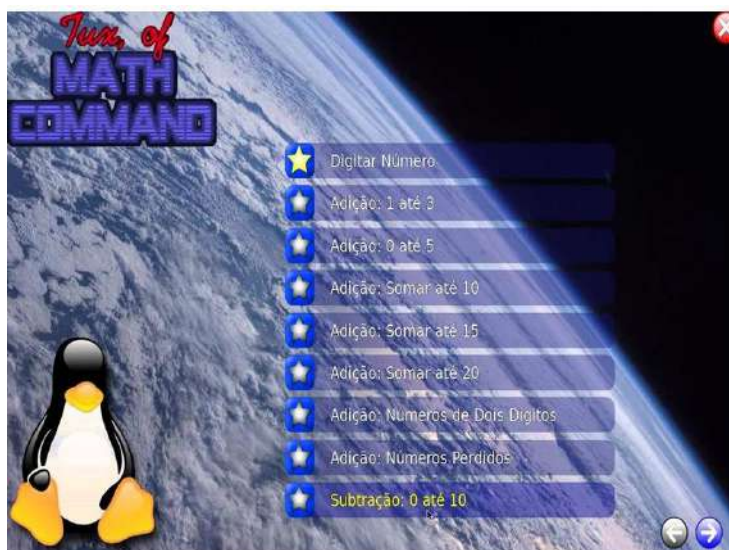 Tux, of
MATH
COMMAND
Digitar Número
Adição: 1 até 3
Adição: 0 até 5
Adição: Somar até 10
Adição: Somar até 15
Adição: Somar até 20
Adição: Números de Dois Dígitos
Adição: Números Perdidos
Subtração: 0 até 10